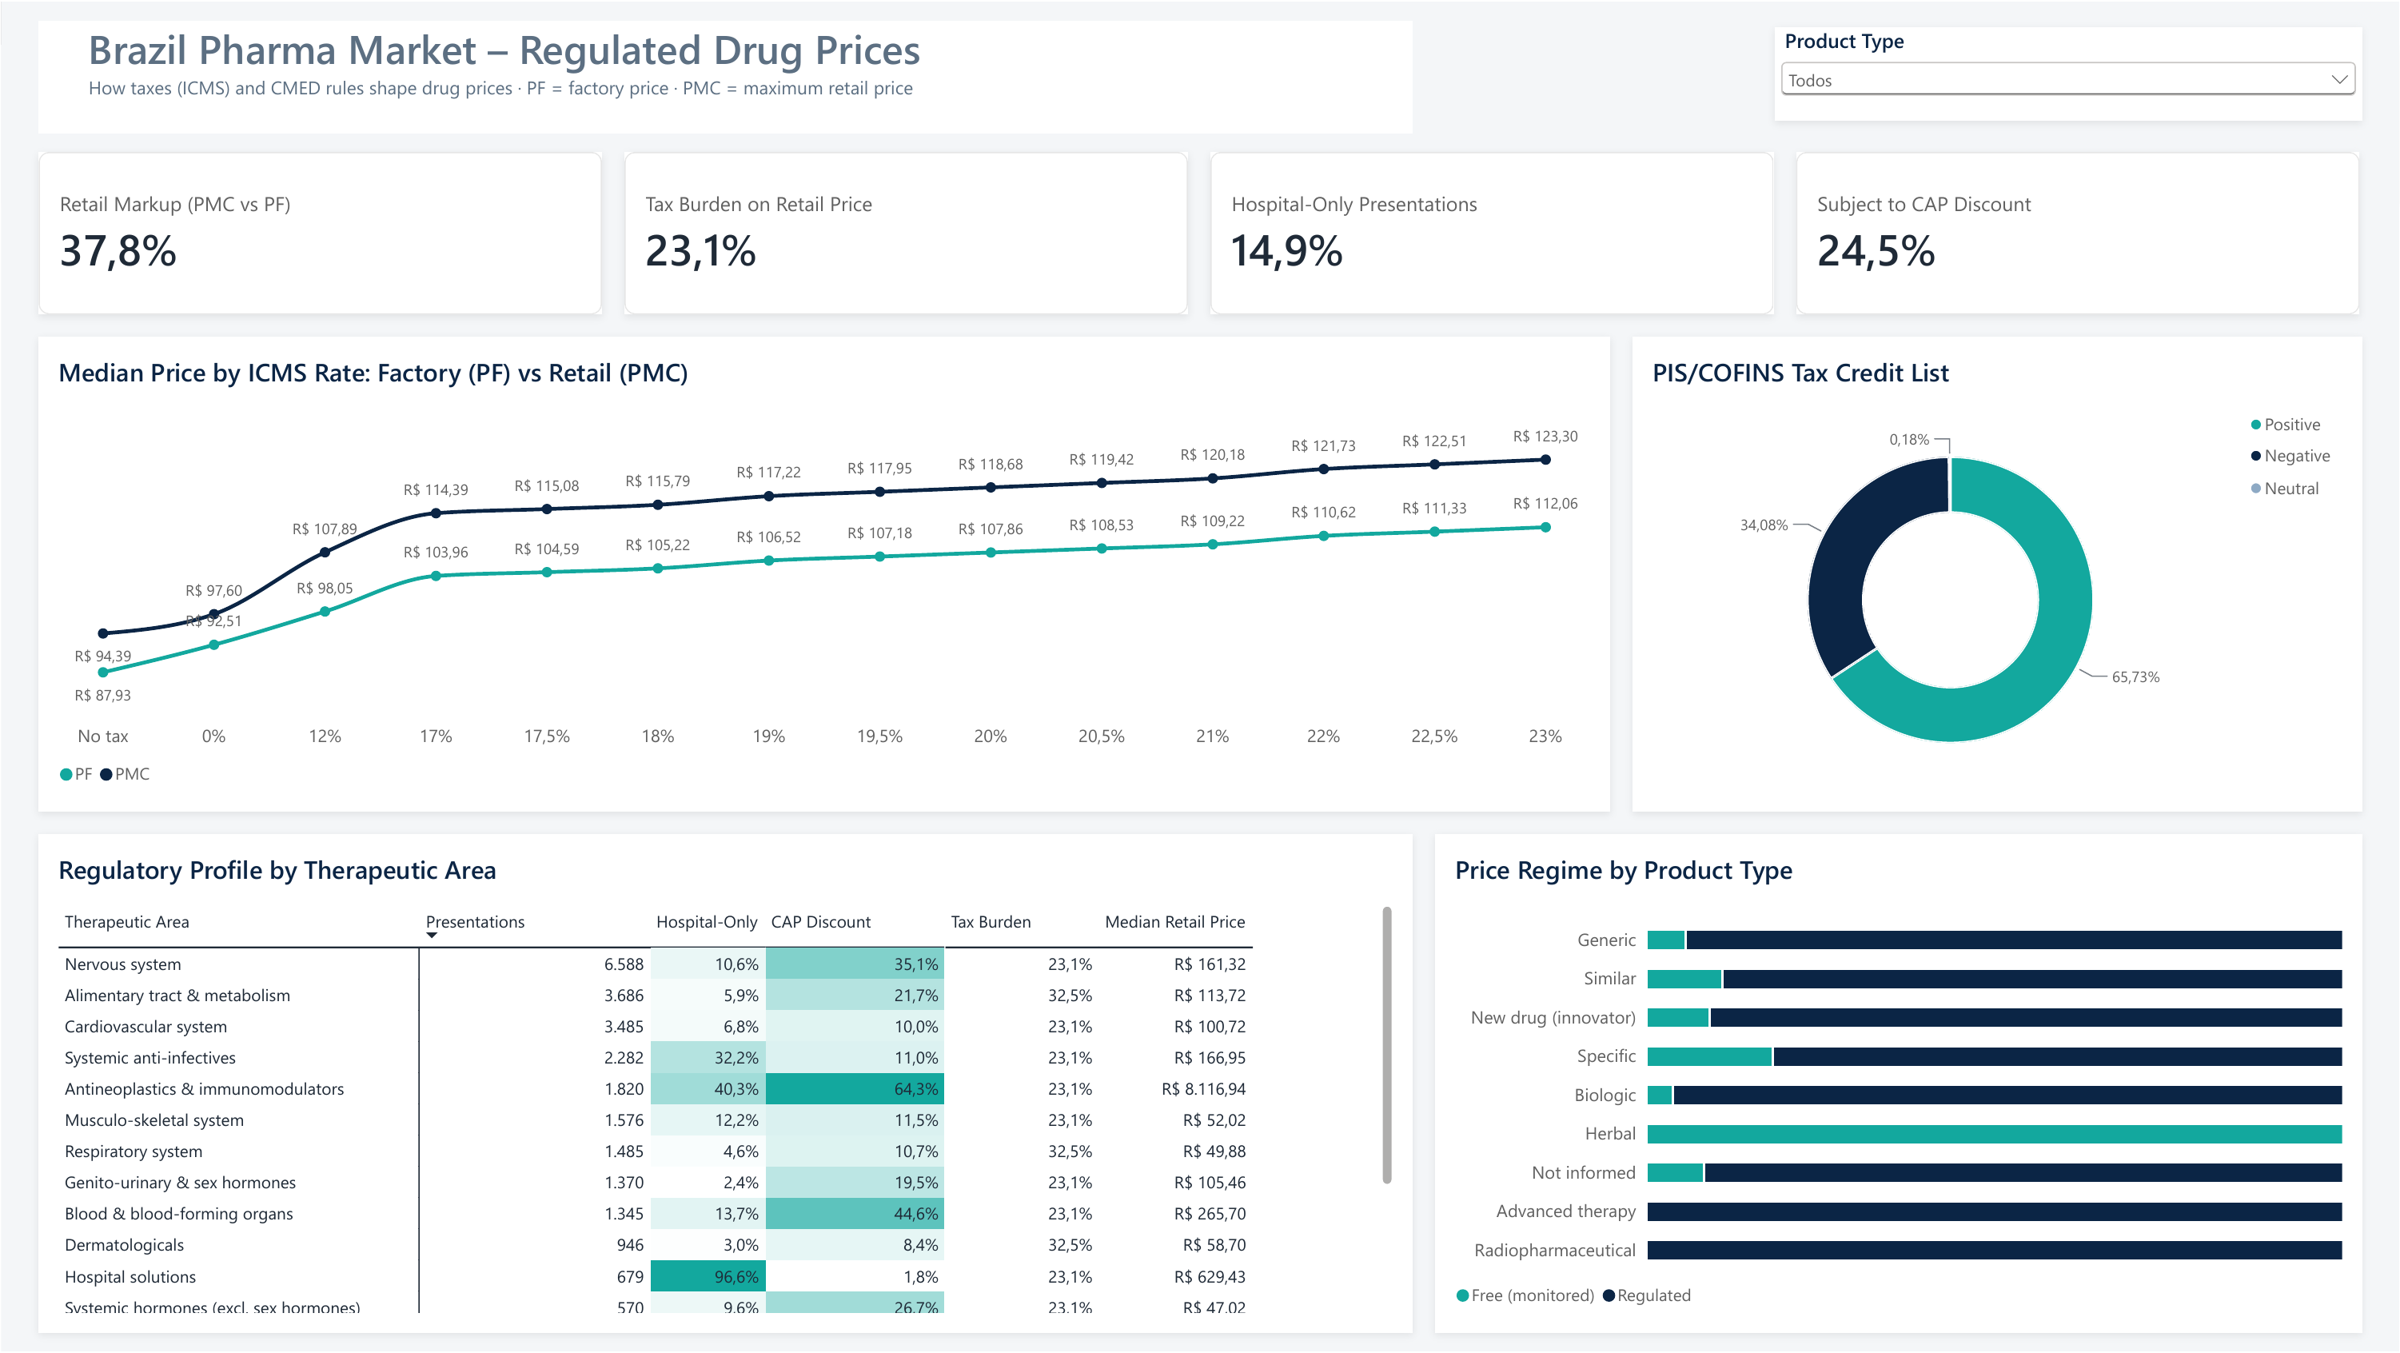 Brazil Pharma Market – Regulated Drug Prices
How taxes (ICMS) and CMED rules shape drug prices · PF = factory price · PMC = maximum retail price
Product Type
Todos
Retail Markup (PMC vs PF)
37,8%
Tax Burden on Retail Price
23,1%
Hospital-Only Presentations
14,9%
Subject to CAP Discount
24,5%
Median Price by ICMS Rate: Factory (PF) vs Retail (PMC)
R$ 94,39
R$ 97,60
R$ 107,89
R$ 114,39
R$ 115,08
R$ 115,79
R$ 117,22
R$ 117,95
R$ 118,68
R$ 119,42
R$ 120,18
R$ 121,73
R$ 122,51
R$ 123,30
R$ 87,93
R$ 92,51
R$ 98,05
R$ 103,96
R$ 104,59
R$ 105,22
R$ 106,52
R$ 107,18
R$ 107,86
R$ 108,53
R$ 109,22
R$ 110,62
R$ 111,33
R$ 112,06
No tax 0% 12% 17% 17,5% 18% 19% 19,5% 20% 20,5% 21% 22% 22,5% 23%
PF PMC
PIS/COFINS Tax Credit List
0,18%
34,08%
65,73%
Positive
Negative
Neutral
Regulatory Profile by Therapeutic Area
Therapeutic Area Presentations Hospital-Only CAP Discount Tax Burden Median Retail Price
Nervous system 6.588 10,6% 35,1% 23,1% R$ 161,32
Alimentary tract & metabolism 3.686 5,9% 21,7% 32,5% R$ 113,72
Cardiovascular system 3.485 6,8% 10,0% 23,1% R$ 100,72
Systemic anti-infectives 2.282 32,2% 11,0% 23,1% R$ 166,95
Antineoplastics & immunomodulators 1.820 40,3% 64,3% 23,1% R$ 8.116,94
Musculo-skeletal system 1.576 12,2% 11,5% 23,1% R$ 52,02
Respiratory system 1.485 4,6% 10,7% 32,5% R$ 49,88
Genito-urinary & sex hormones 1.370 2,4% 19,5% 23,1% R$ 105,46
Blood & blood-forming organs 1.345 13,7% 44,6% 23,1% R$ 265,70
Dermatologicals 946 3,0% 8,4% 32,5% R$ 58,70
Hospital solutions 679 96,6% 1,8% 23,1% R$ 629,43
Systemic hormones (excl. sex hormones) 570 9,6% 26,7% 23,1% R$ 47,02
Price Regime by Product Type
Generic
Similar
New drug (innovator)
Specific
Biologic
Herbal
Not informed
Advanced therapy
Radiopharmaceutical
Free (monitored) Regulated